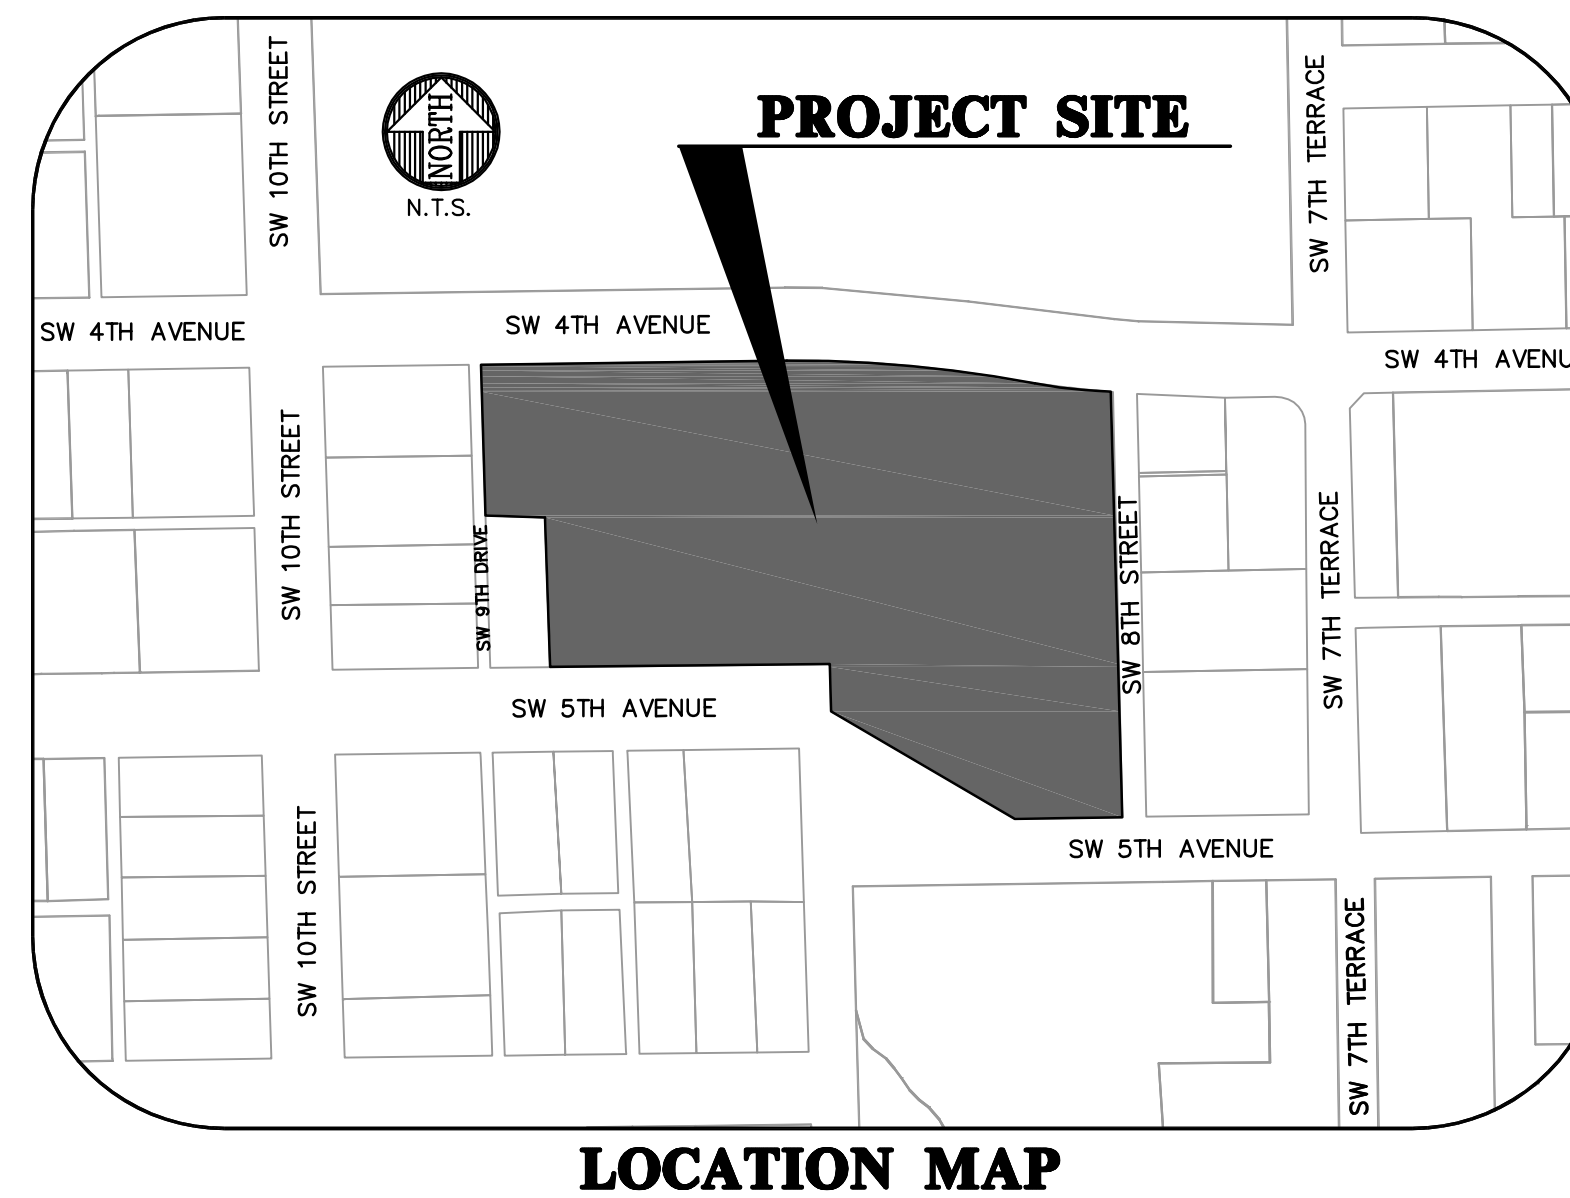 SW 10TH STREET
NORTH
N.T.S.
PROJECT SITE
SW 7TH TERRACE
SW 4TH AVENUE
SW 4TH AVENUE
SW 4TH AVENU
SW 10TH STREET
SW 9TH DRIVE
SW 8TH STREET
SW 7TH TERRACE
SW 5TH AVENUE
SW 10TH STREET
SW 5TH AVENUE
SW 7TH TERRACE
LOCATION MAP